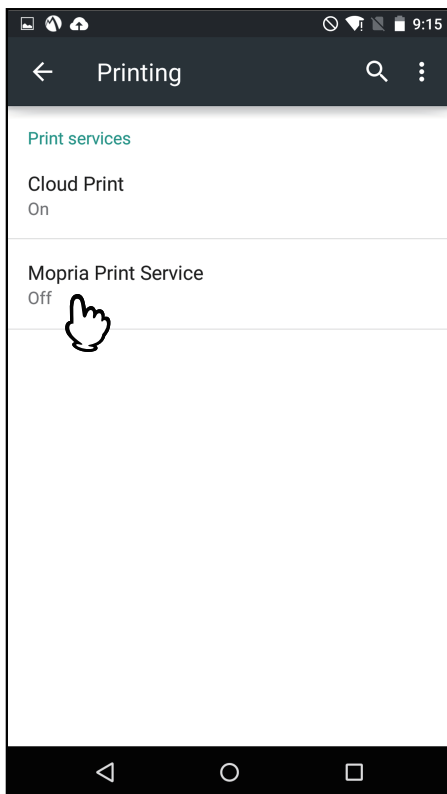 9:15
Printing
Print services
Cloud Print
On
Mopria Print Service
Off